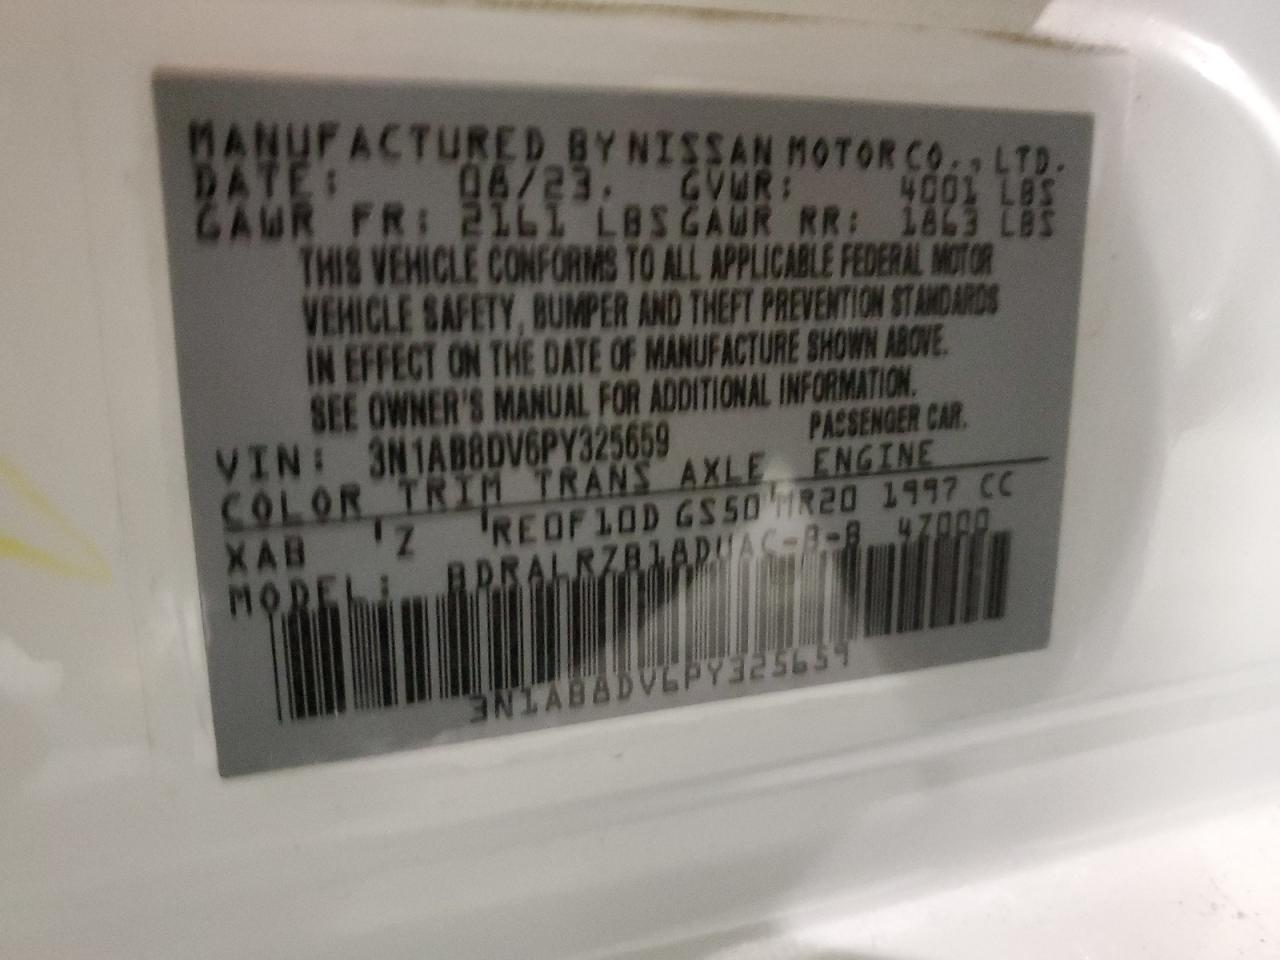 MANUFACTURED BY NISSAN MOTOR CO., LTD.
DATE: 08/23. GVWR: 4001 LBS
GAWR FR: 2161 LBS GAWR RR: 1863 LBS
THIS VEHICLE CONFORMS TO ALL APPLICABLE FEDERAL MOTOR
VEHICLE SAFETY, BUMPER AND THEFT PREVENTION STANDARDS
IN EFFECT ON THE DATE OF MANUFACTURE SHOWN ABOVE.
SEE OWNER'S MANUAL FOR ADDITIONAL INFORMATION.
VIN: 3N1AB8DV6PY325659 PASSENGER CAR.
COLOR TRIM TRANS AXLE ENGINE
XAB 'Z 'RE0F10D GS50 'MR20 1997 CC
MODEL: BDRALRZB18DUAC-B-B 4Z000
3N1AB8DV6PY325659